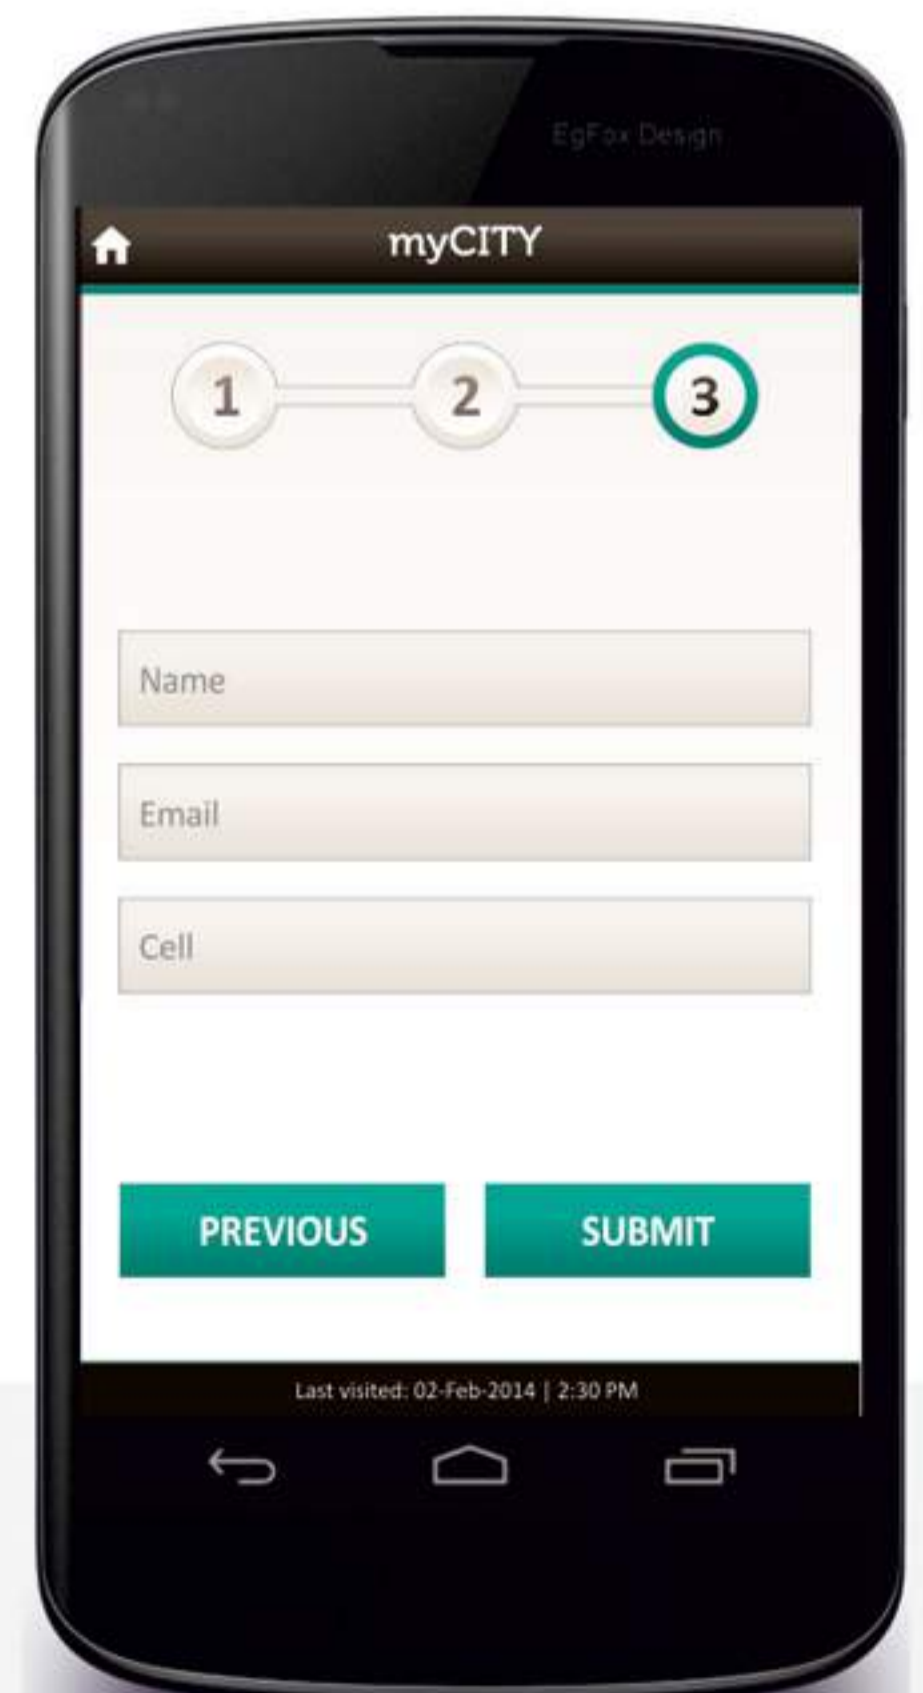 EgFox Design
myCITY
1 2 3
Name
Email
Cell
PREVIOUS SUBMIT
Last visited: 02-Feb-2014 | 2:30 PM